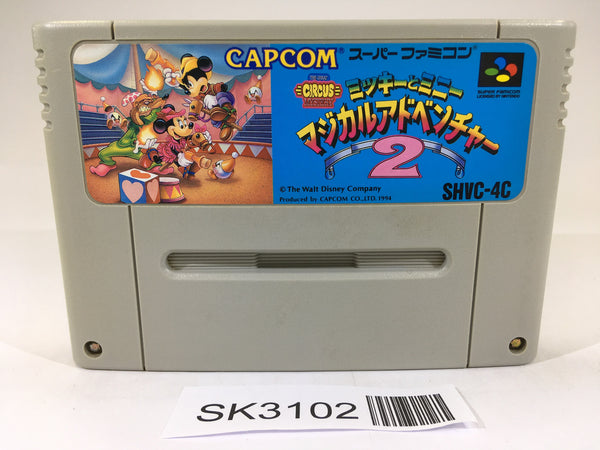 CAPCOM® スーパーファミコン®
THE GREAT
CIRCUS
MYSTERY
ミッキーとミニー
マジカルアドベンチャー
2
SUPER FAMICOM
LICENSED BY NINTENDO
© The Walt Disney Company
Produced by CAPCOM CO.,LTD. 1994
SHVC-4C
SK3102